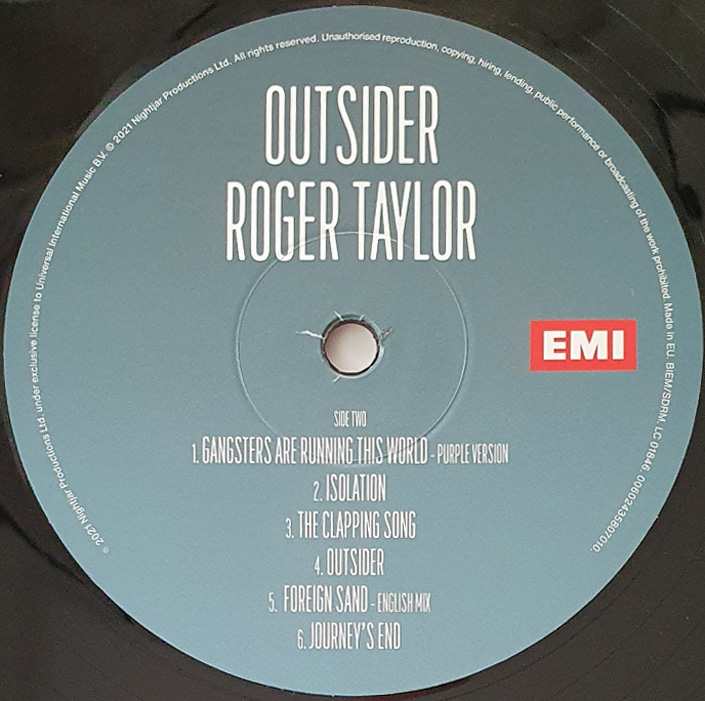 OUTSIDER
ROGER TAYLOR
EMI
SIDE TWO
1. GANGSTERS ARE RUNNING THIS WORLD - PURPLE VERSION
2. ISOLATION
3. THE CLAPPING SONG
4. OUTSIDER
5. FOREIGN SAND - ENGLISH MIX
6. JOURNEY'S END
℗ 2021 Nightjar Productions Ltd. under exclusive license to Universal International Music B.V. © 2021 Nightjar Productions Ltd. All rights reserved. Unauthorised reproduction, copying, hiring, lending, public performance or broadcasting of the work prohibited. Made in EU. BIEM/SDRM. LC 01846. 00602435807010.